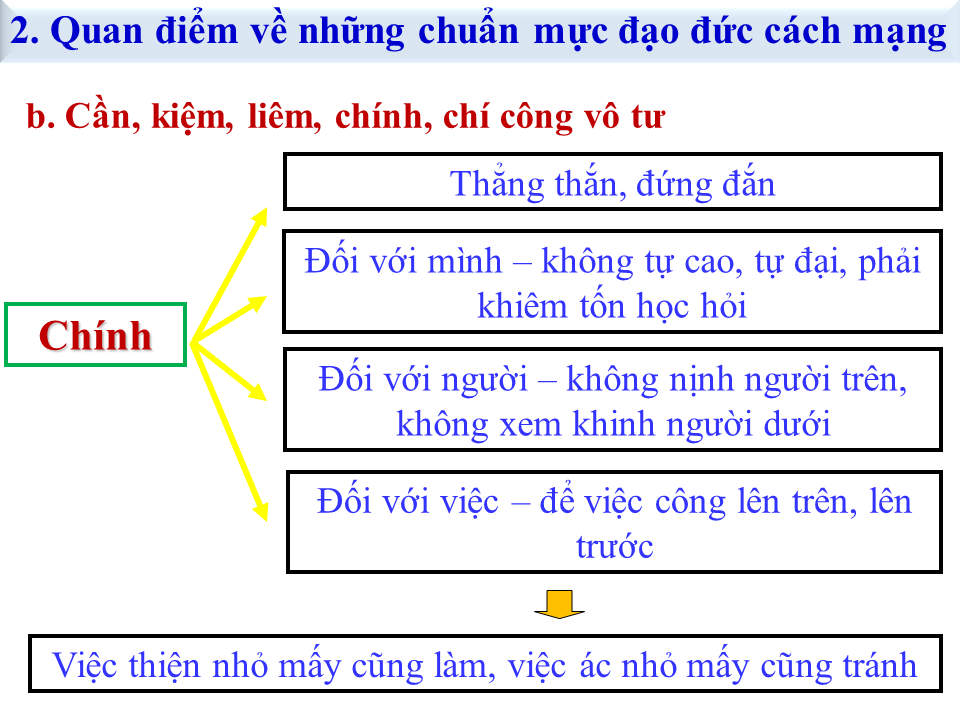 2. Quan điểm về những chuẩn mực đạo đức cách mạng
b. Cần, kiệm, liêm, chính, chí công vô tư
Thẳng thắn, đứng đắn
Đối với mình – không tự cao, tự đại, phải
khiêm tốn học hỏi
Chính
Đối với người – không nịnh người trên,
không xem khinh người dưới
Đối với việc – để việc công lên trên, lên
trước
Việc thiện nhỏ mấy cũng làm, việc ác nhỏ mấy cũng tránh